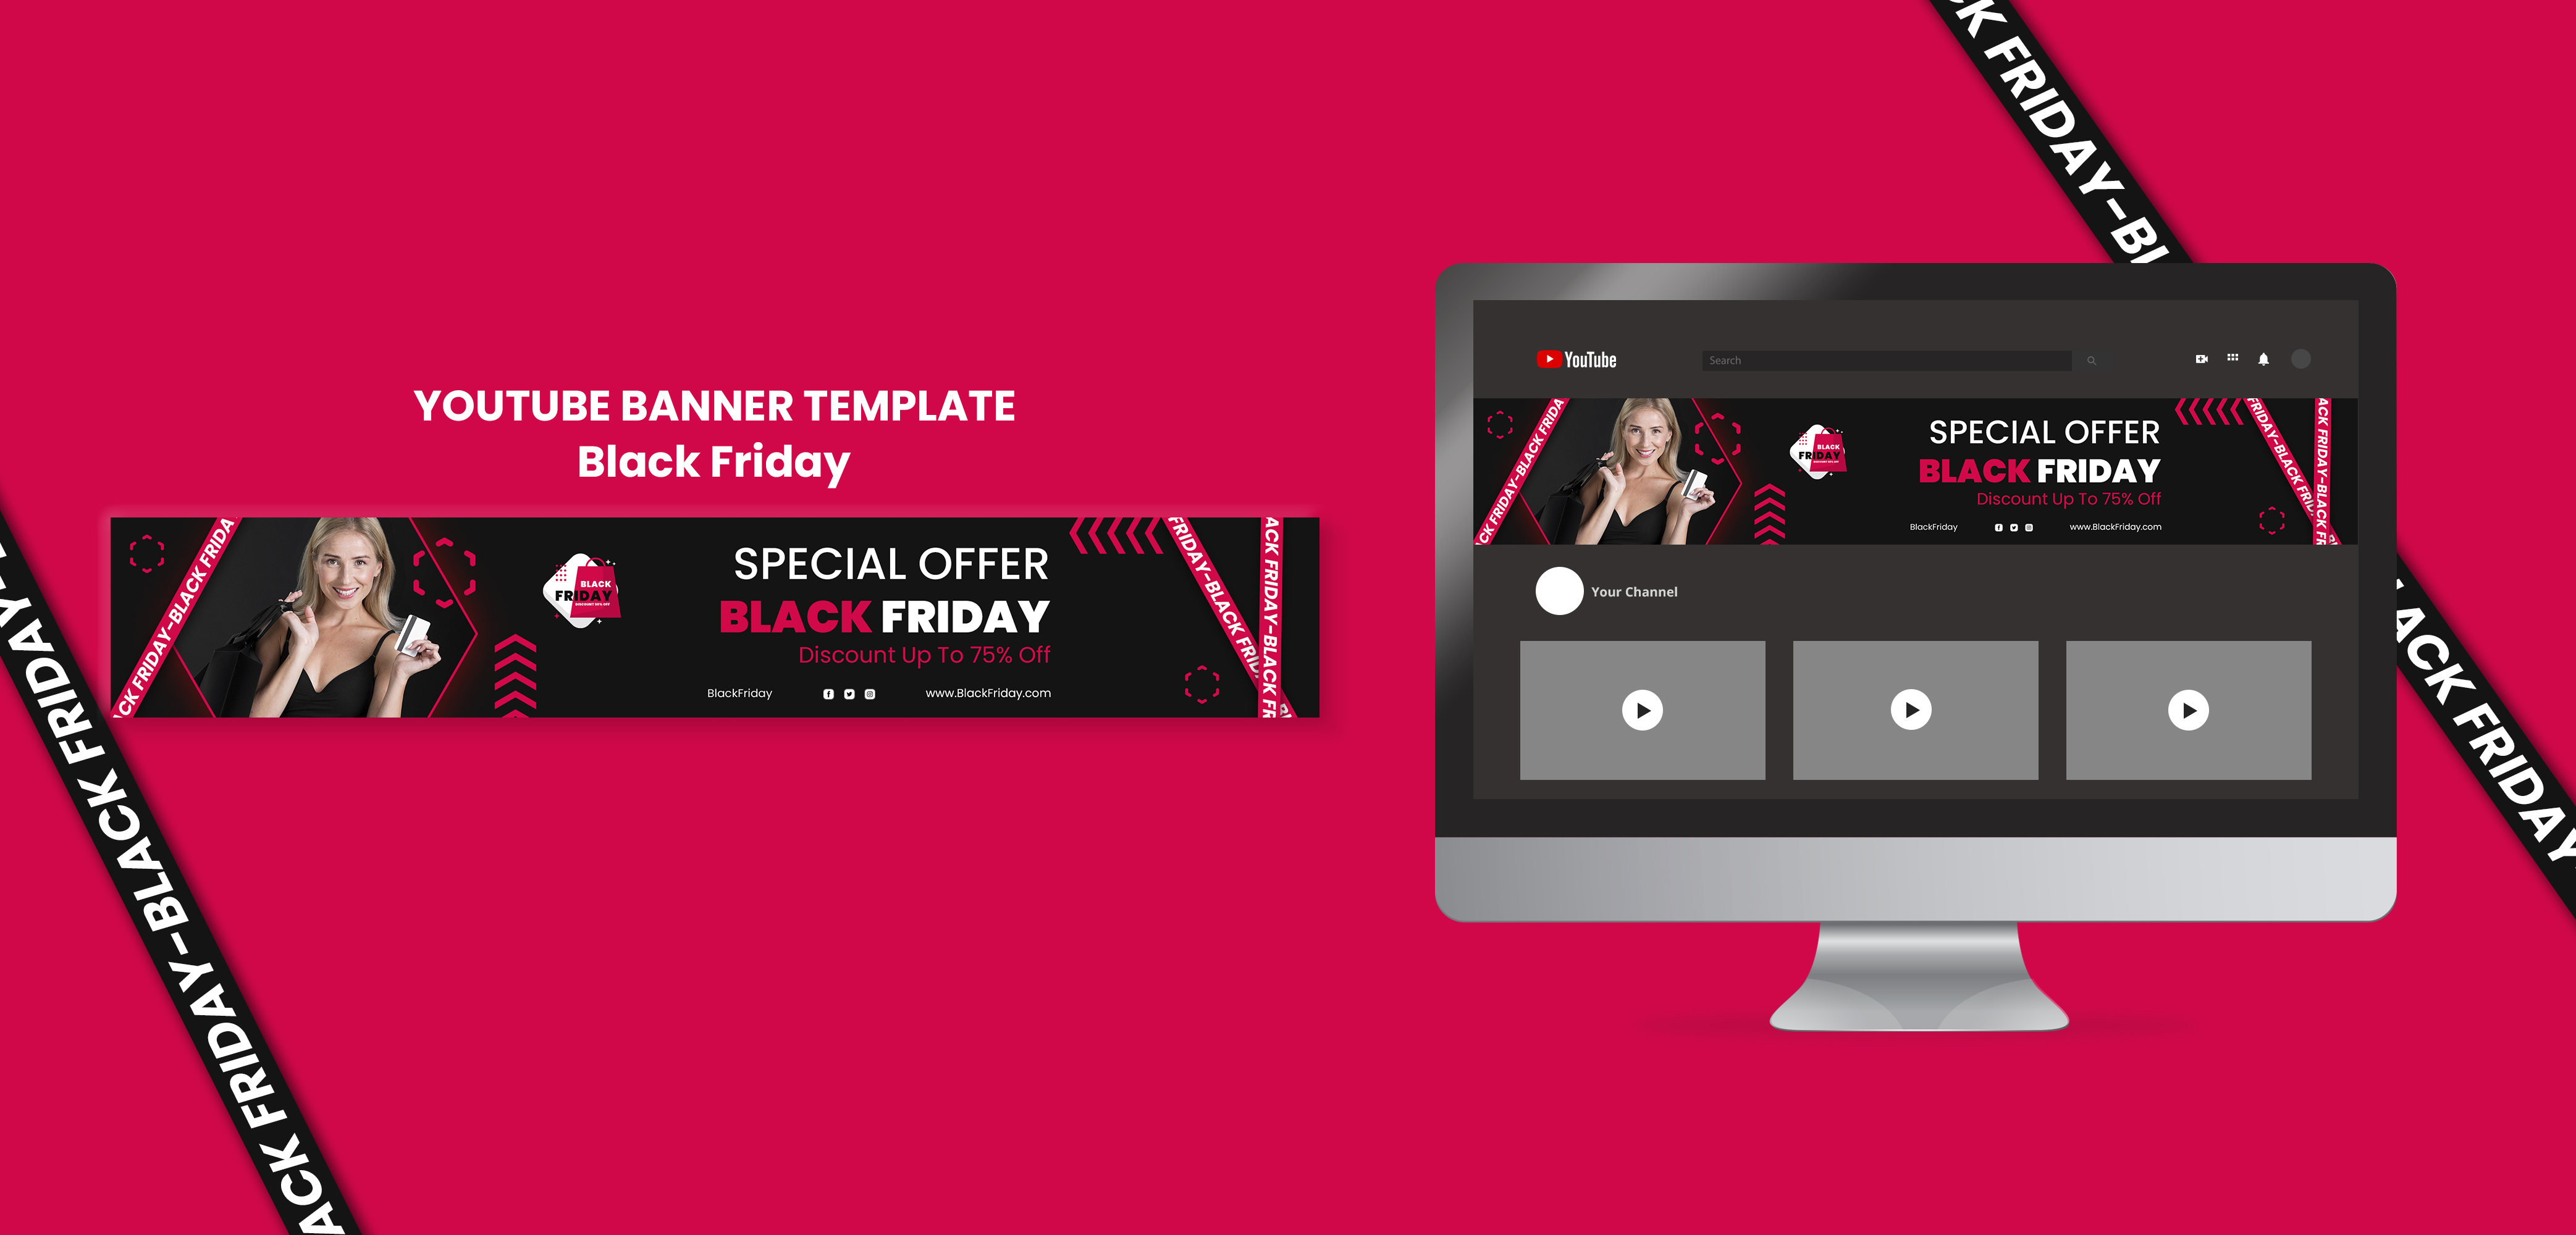 CK FRIDAY-BL
YOUTUBE BANNER TEMPLATE
Black Friday
ACK FRIDAY-BLACK FRIDA
BLACK
FRIDAY
SPECIAL OFFER
BLACK FRIDAY
Discount Up To 75% Off
BlackFriday
www.BlackFriday.com
FRIDAY-BLACK FRID
ACK FRIDAY-BLACK FR
YouTube
Search
CK FRIDAY-BLACK FRIDA
BLACK
FRIDAY
SPECIAL OFFER
BLACK FRIDAY
Discount Up To 75% Off
BlackFriday
www.BlackFriday.com
FRIDAY-BLACK FRID
ACK FRIDAY-BLACK FR
Your Channel
FRIDAY-BLACK FRIDAY-BLACK
LACK FRIDAY